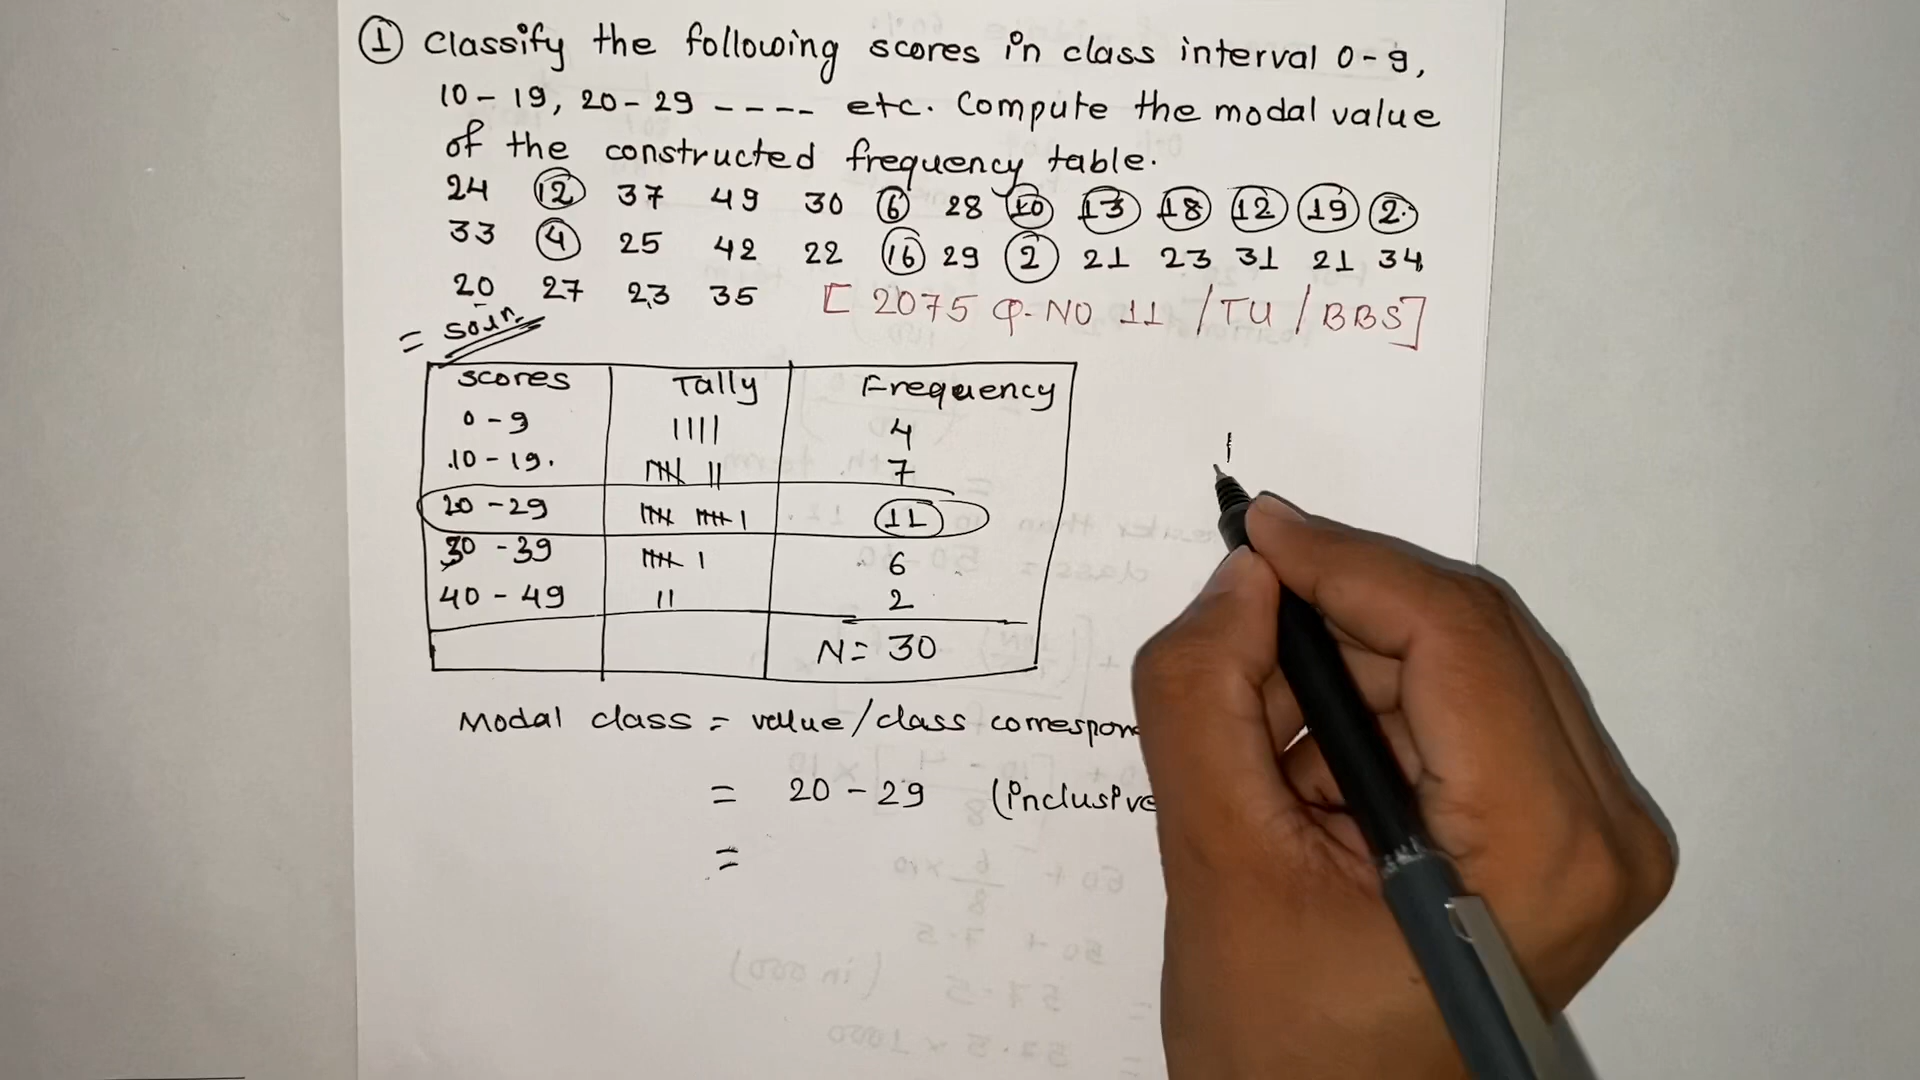 ① Classify the following scores in class interval 0-9,
10-19, 20-29 ---- etc. Compute the modal value
of the constructed frequency table.
24 12 37 49 30 6 28 10 13 18 12 19 2
33 4 25 42 22 16 29 2 21 23 31 21 34
20 27 23 35 [2075 Q.NO 11 /TU/BBS]
= soln.
scores Tally Frequency
0-9 |||| 4
10-19 |||| || 7
20-29 |||| |||| | 11
30-39 |||| | 6
40-49 || 2
N= 30
Modal class = value/class
= 20-29 (inclusive
=